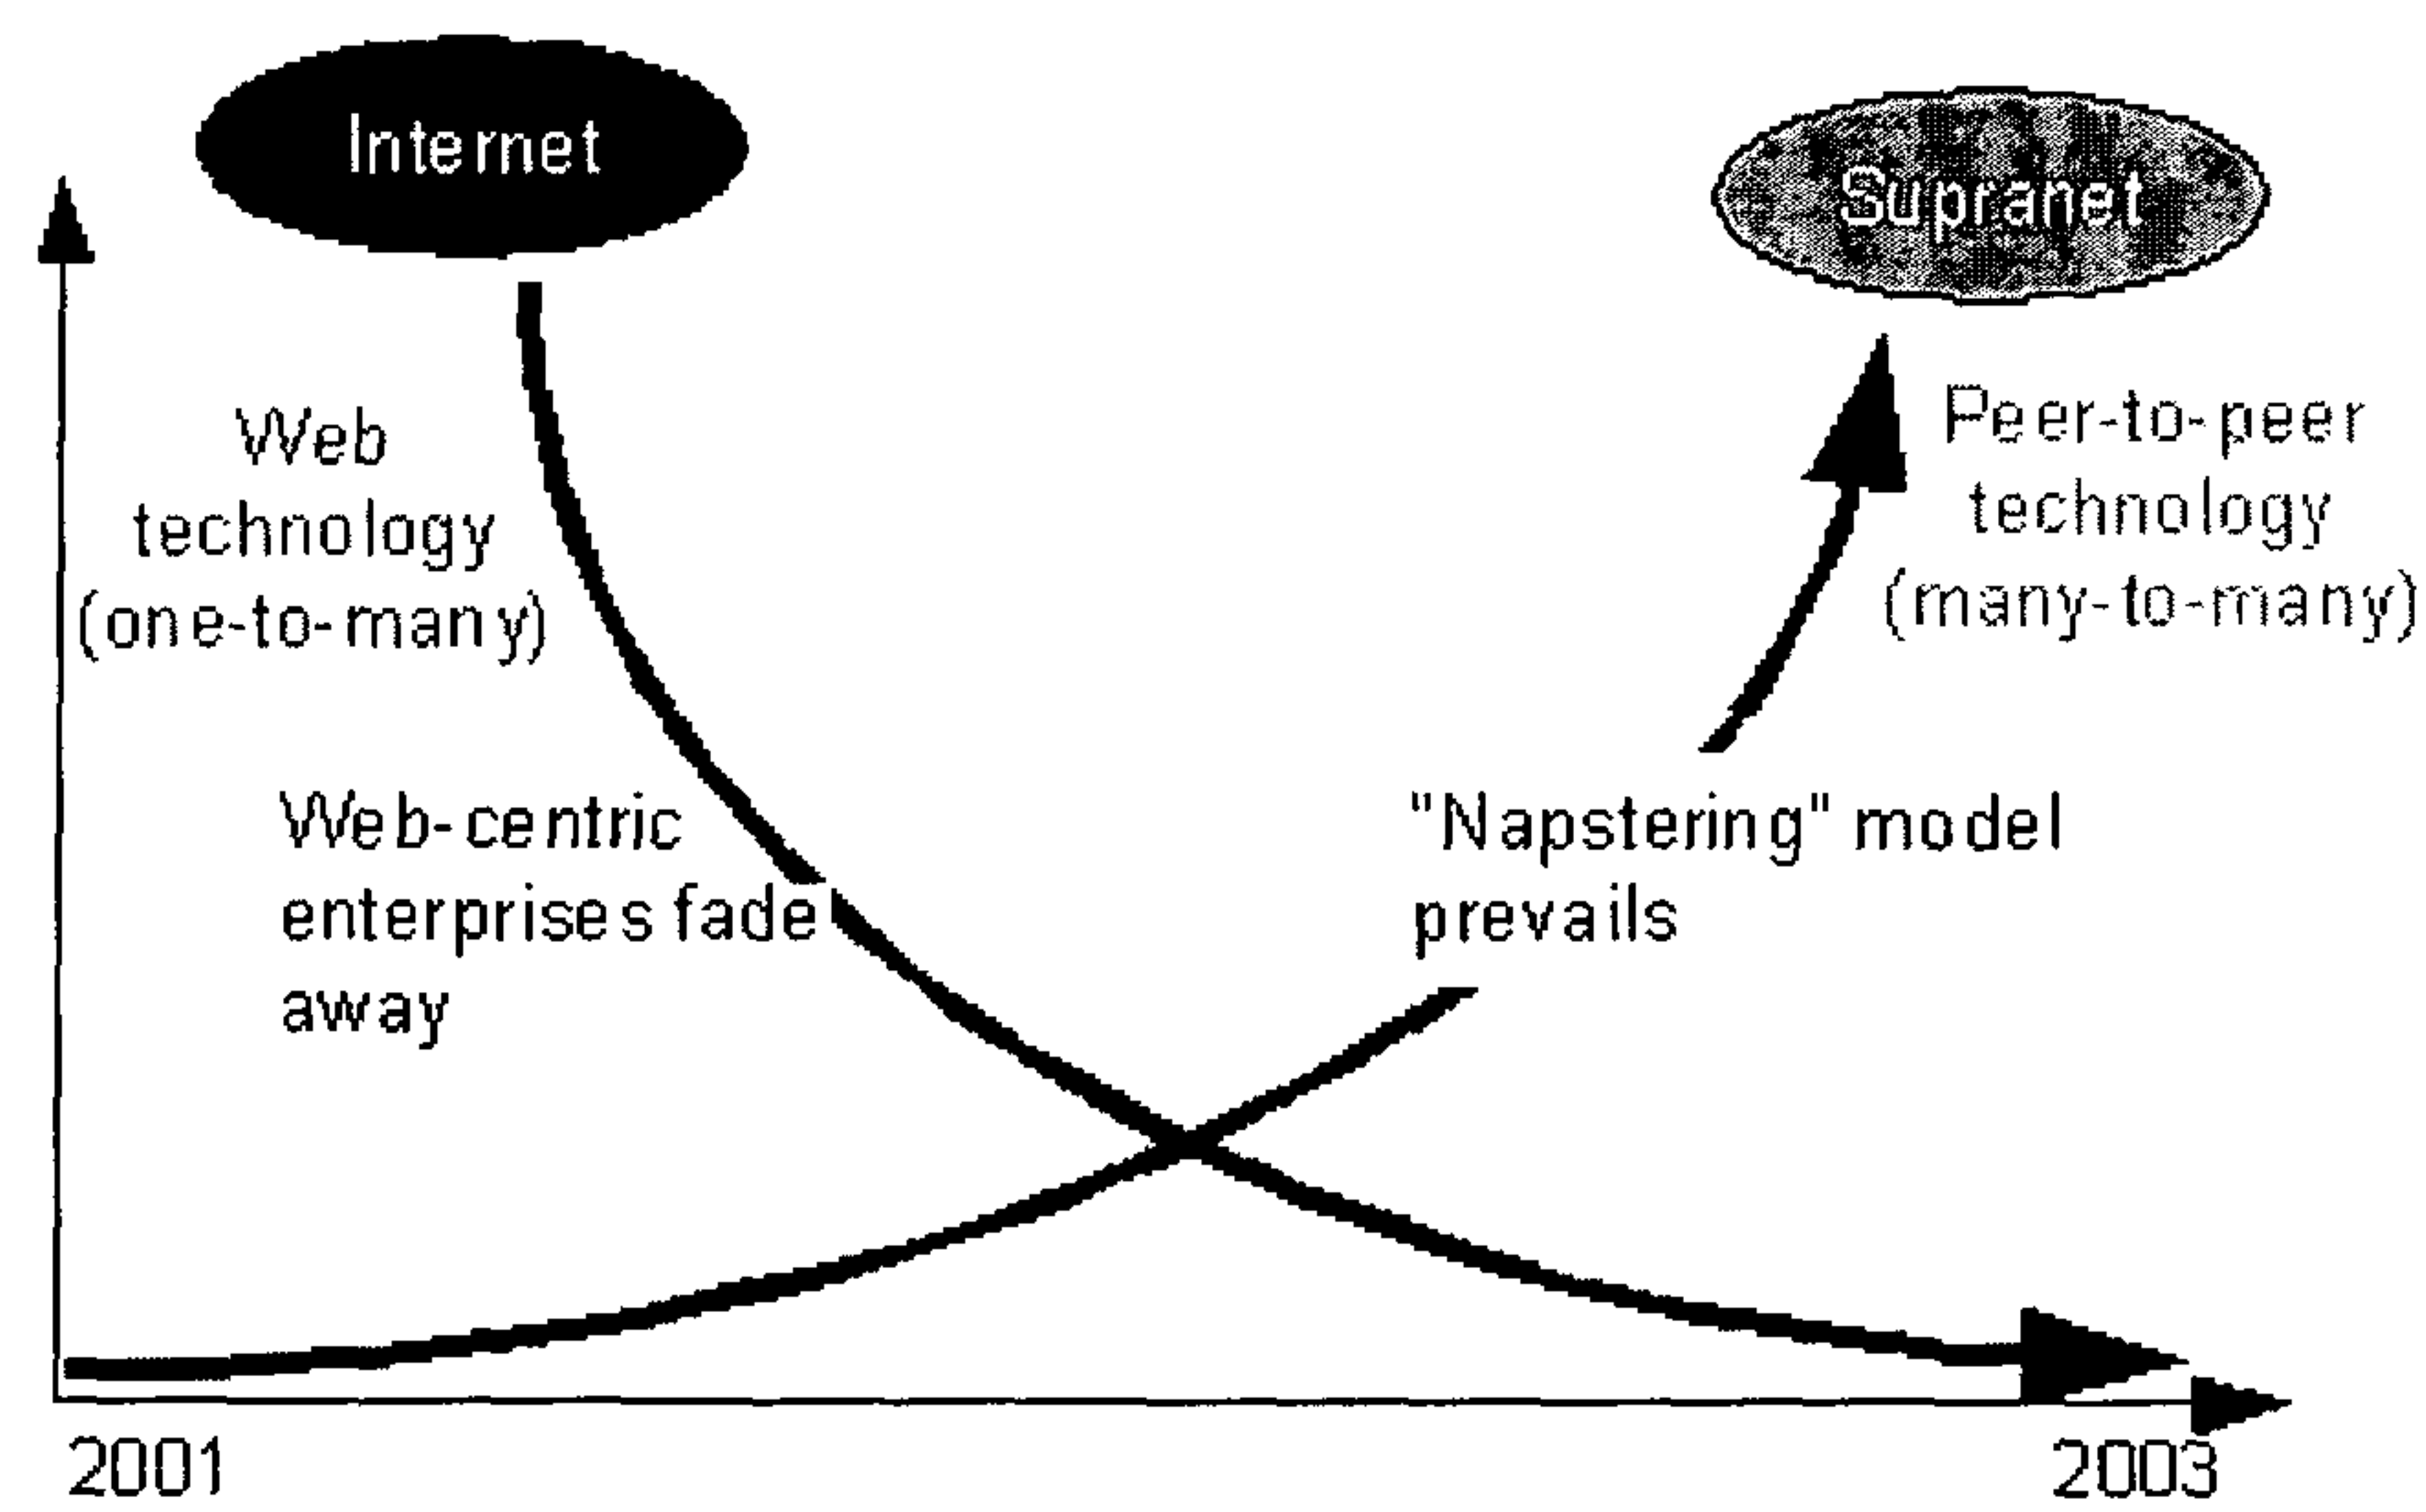 Internet
Supranet
Web
technology
(one-to-many)
Peer-to-peer
technology
(many-to-many)
Web-centric
enterprises fade
away
"Napstering" model
prevails
2001
2003